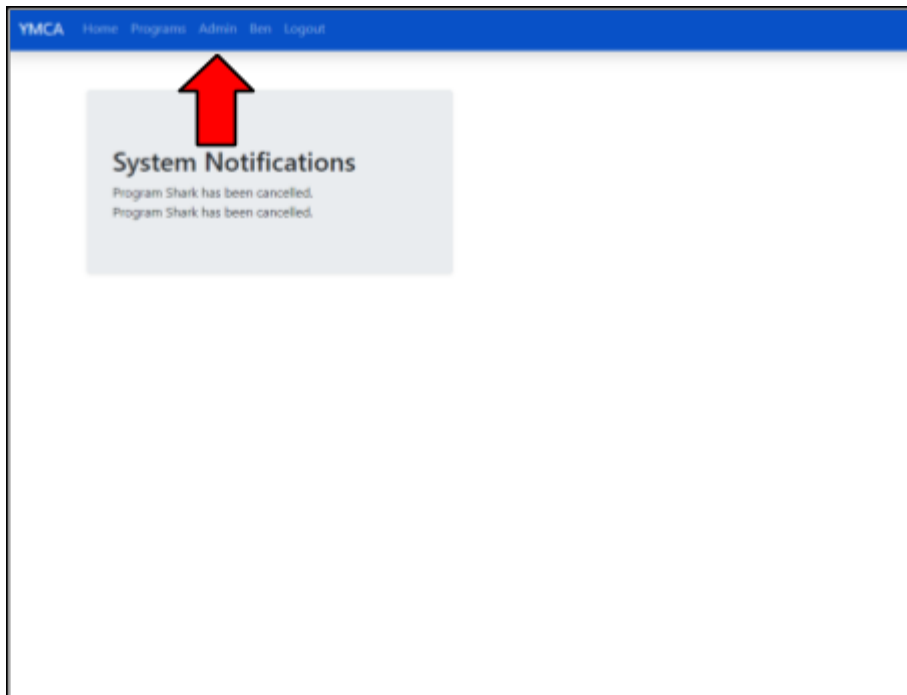 YMCA Home Programs Admin Ben Logout
System Notifications
Program Shark has been cancelled.
Program Shark has been cancelled.